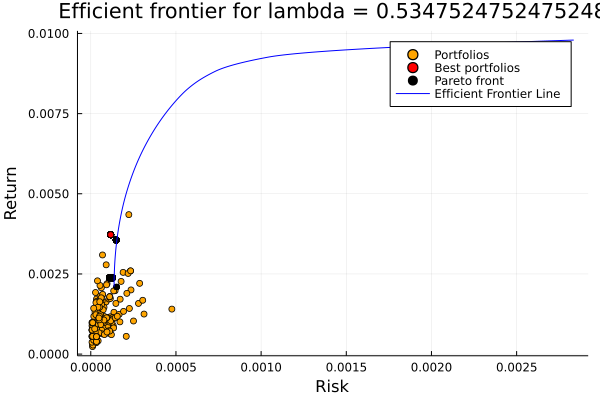 Efficient frontier for lambda = 0.5347524752475248
0.0100
0.0075
0.0050
0.0025
0.0000
Return
Portfolios
Best portfolios
Pareto front
Efficient Frontier Line
0.0000
0.0005
0.0010
0.0015
0.0020
0.0025
Risk